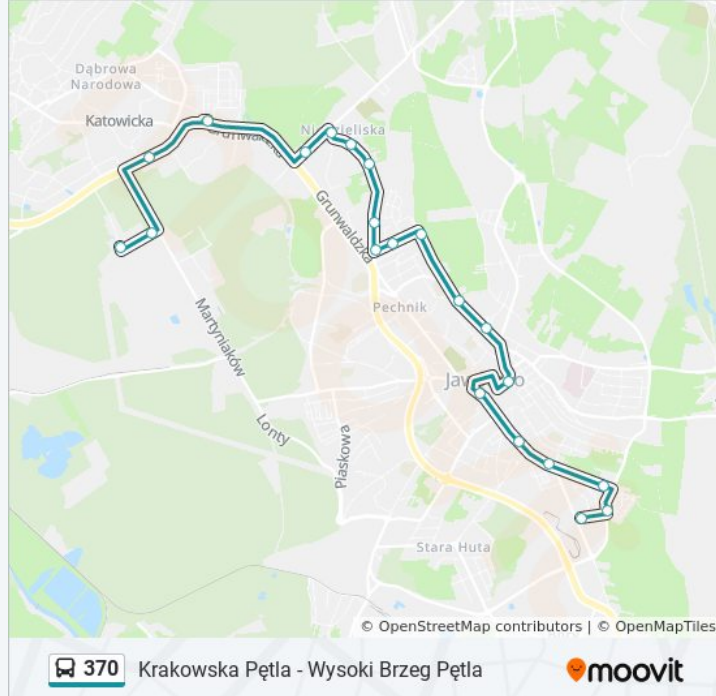 Dąbrowa
Narodowa
Katowicka
Grunwaldzka
Martyniaków
Pechnik
Lonty
Piaskowa
Stara Huta
© OpenStreetMap contributors | © OpenMapTiles
370 Krakowska Pętla - Wysoki Brzeg Pętla
moovit